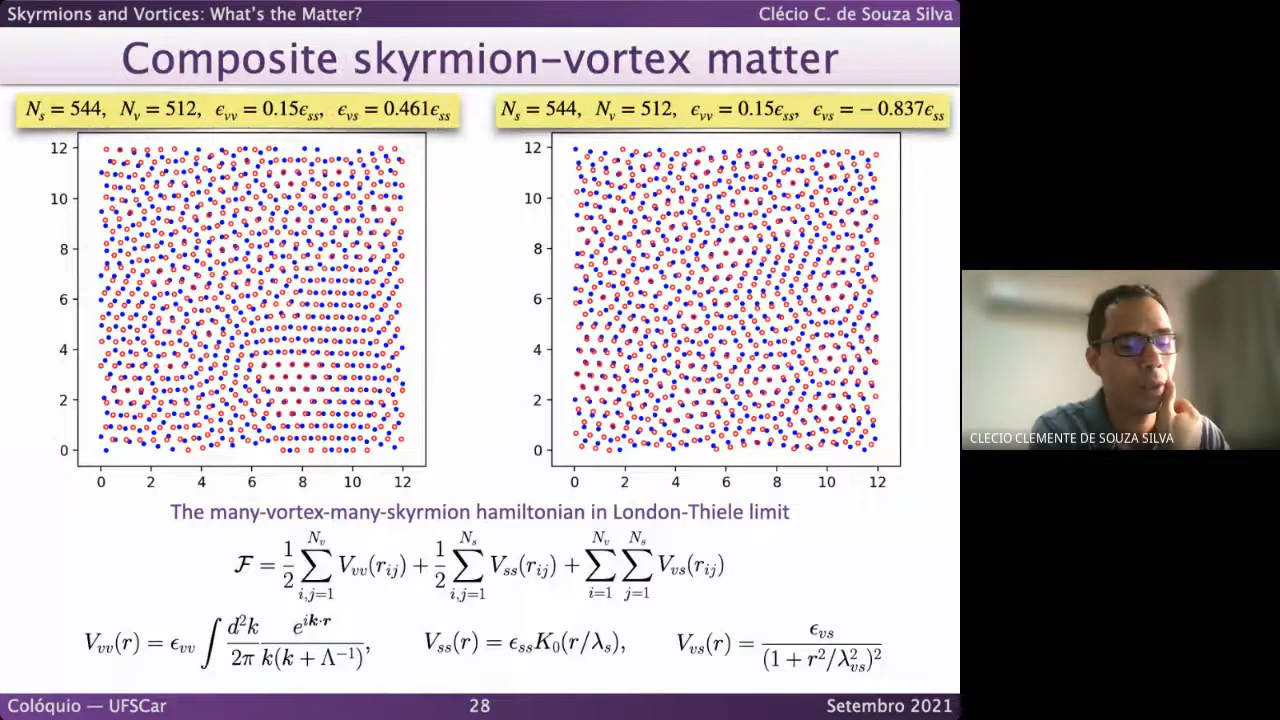 Skyrmions and Vortices: What's the Matter?
Clécio C. de Souza Silva
Composite skyrmion–vortex matter
N_s = 544, N_v = 512, ϵ_vv = 0.15ϵ_ss, ϵ_vs = 0.461ϵ_ss
N_s = 544, N_v = 512, ϵ_vv = 0.15ϵ_ss, ϵ_vs = − 0.837ϵ_ss
12
10
8
6
4
2
0
0 2 4 6 8 10 12
12
10
8
6
4
2
0
0 2 4 6 8 10 12
The many-vortex-many-skyrmion hamiltonian in London-Thiele limit
F = 1/2 ∑_{i,j=1}^{N_v} V_vv(r_ij) + 1/2 ∑_{i,j=1}^{N_s} V_ss(r_ij) + ∑_{i=1}^{N_v} ∑_{j=1}^{N_s} V_vs(r_ij)
V_vv(r) = ϵ_vv ∫ d²k/2π e^{ik·r}/k(k + Λ^{−1}), V_ss(r) = ϵ_ss K_0(r/λ_s), V_vs(r) = ϵ_vs/(1 + r²/λ²_vs)²
Colóquio — UFSCar
28
Setembro 2021
CLECIO CLEMENTE DE SOUZA SILVA